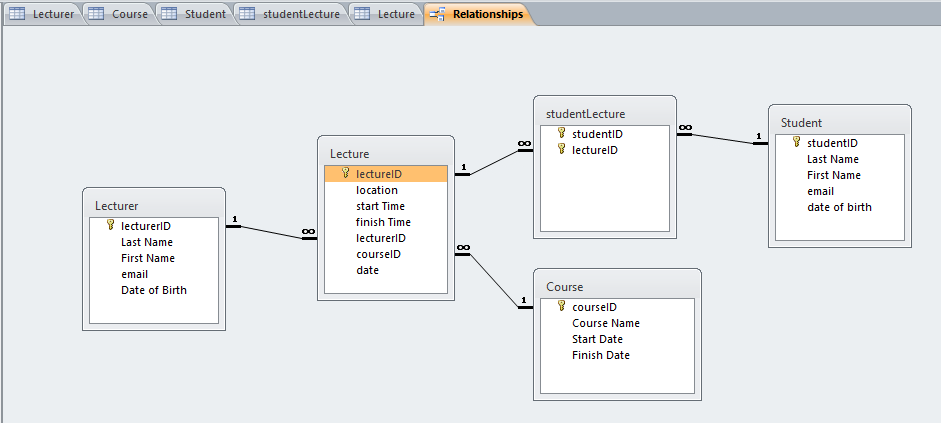 Lecturer
Course
Student
studentLecture
Lecture
Relationships
Lecturer
lecturerID
Last Name
First Name
email
Date of Birth
1
∞
Lecture
lectureID
location
start Time
finish Time
lecturerID
courseID
date
1
∞
∞
1
studentLecture
studentID
lectureID
∞
1
Course
courseID
Course Name
Start Date
Finish Date
Student
studentID
Last Name
First Name
email
date of birth